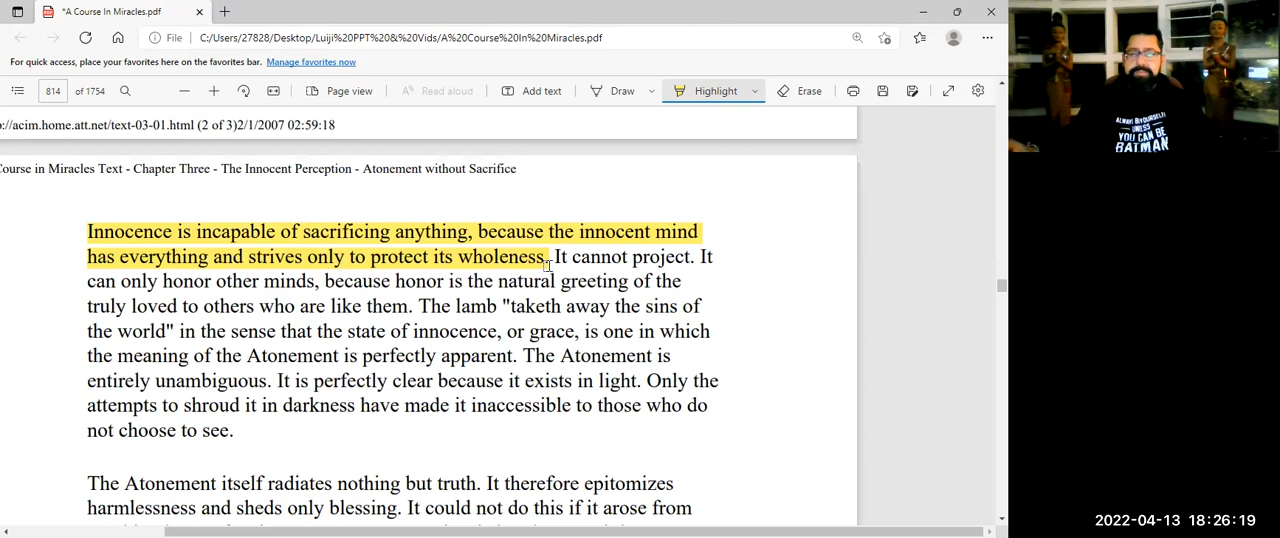 *A Course In Miracles.pdf
File
C:/Users/27828/Desktop/Luiji%20PPT%20&%20Vids/A%20Course%20In%20Miracles.pdf
For quick access, place your favorites here on the favorites bar. Manage favorites now
814 of 1754
Page view
Read aloud
Add text
Draw
Highlight
Erase
://acim.home.att.net/text-03-01.html (2 of 3)2/1/2007 02:59:18
Course in Miracles Text - Chapter Three - The Innocent Perception - Atonement without Sacrifice
Innocence is incapable of sacrificing anything, because the innocent mind
has everything and strives only to protect its wholeness. It cannot project. It
can only honor other minds, because honor is the natural greeting of the
truly loved to others who are like them. The lamb "taketh away the sins of
the world" in the sense that the state of innocence, or grace, is one in which
the meaning of the Atonement is perfectly apparent. The Atonement is
entirely unambiguous. It is perfectly clear because it exists in light. Only the
attempts to shroud it in darkness have made it inaccessible to those who do
not choose to see.
The Atonement itself radiates nothing but truth. It therefore epitomizes
harmlessness and sheds only blessing. It could not do this if it arose from
ALWAYS BE YOURSELF!
UNLESS
YOU CAN BE
BATMAN
2022-04-13 18:26:19